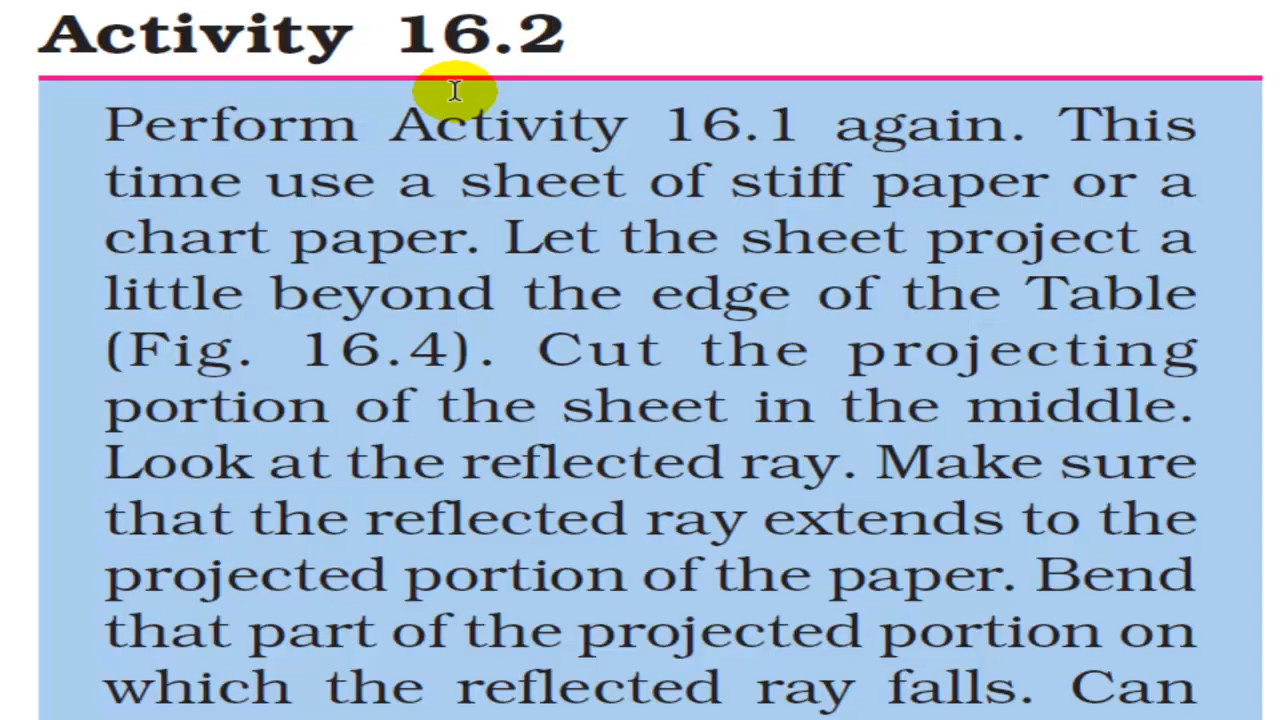 Activity 16.2
Perform Activity 16.1 again. This
time use a sheet of stiff paper or a
chart paper. Let the sheet project a
little beyond the edge of the Table
(Fig. 16.4). Cut the projecting
portion of the sheet in the middle.
Look at the reflected ray. Make sure
that the reflected ray extends to the
projected portion of the paper. Bend
that part of the projected portion on
which the reflected ray falls. Can